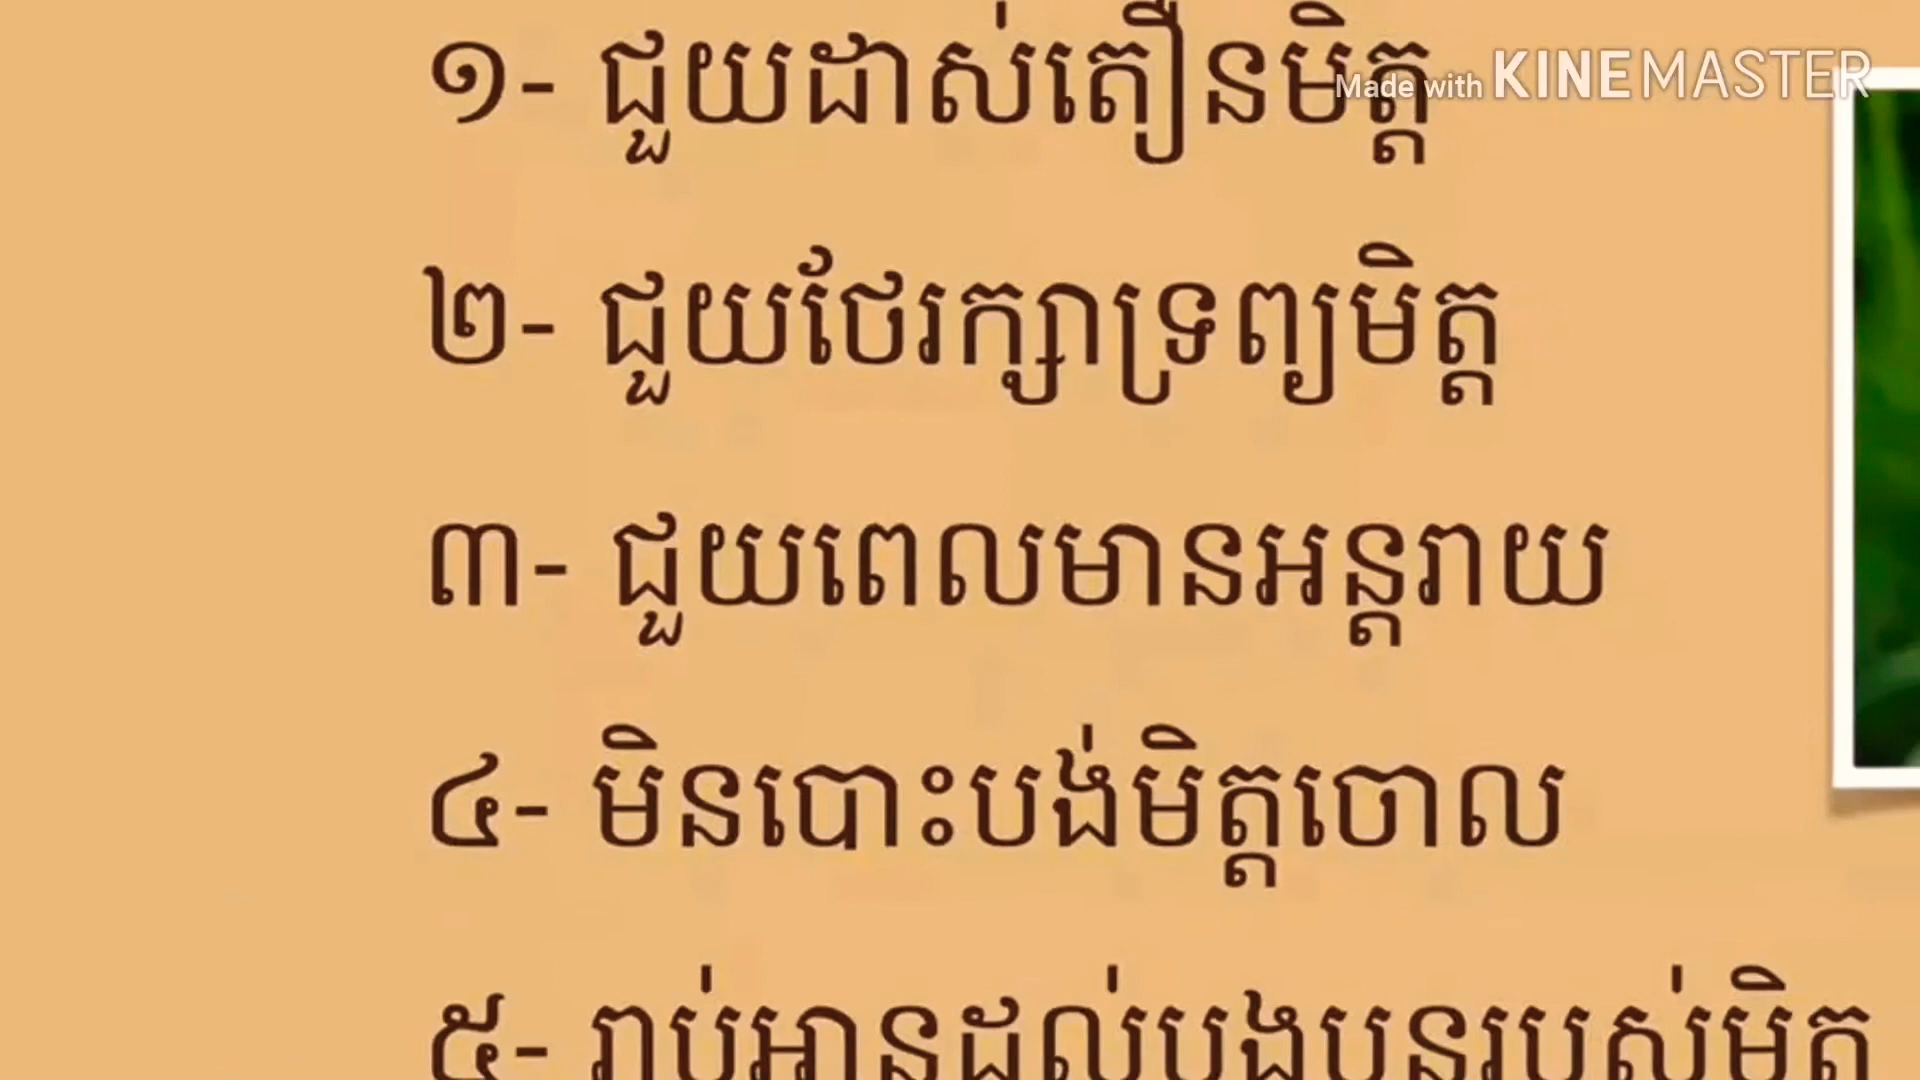 ១- ជួយដាស់តឿនមិត្ត
Made with KINEMASTER
២- ជួយថែរក្សាទ្រព្យមិត្ត
៣- ជួយពេលមានអន្តរាយ
៤- មិនបោះបង់មិត្តចោល
៥- រាប់អានដល់បងប្អូនរបស់មិត្ត